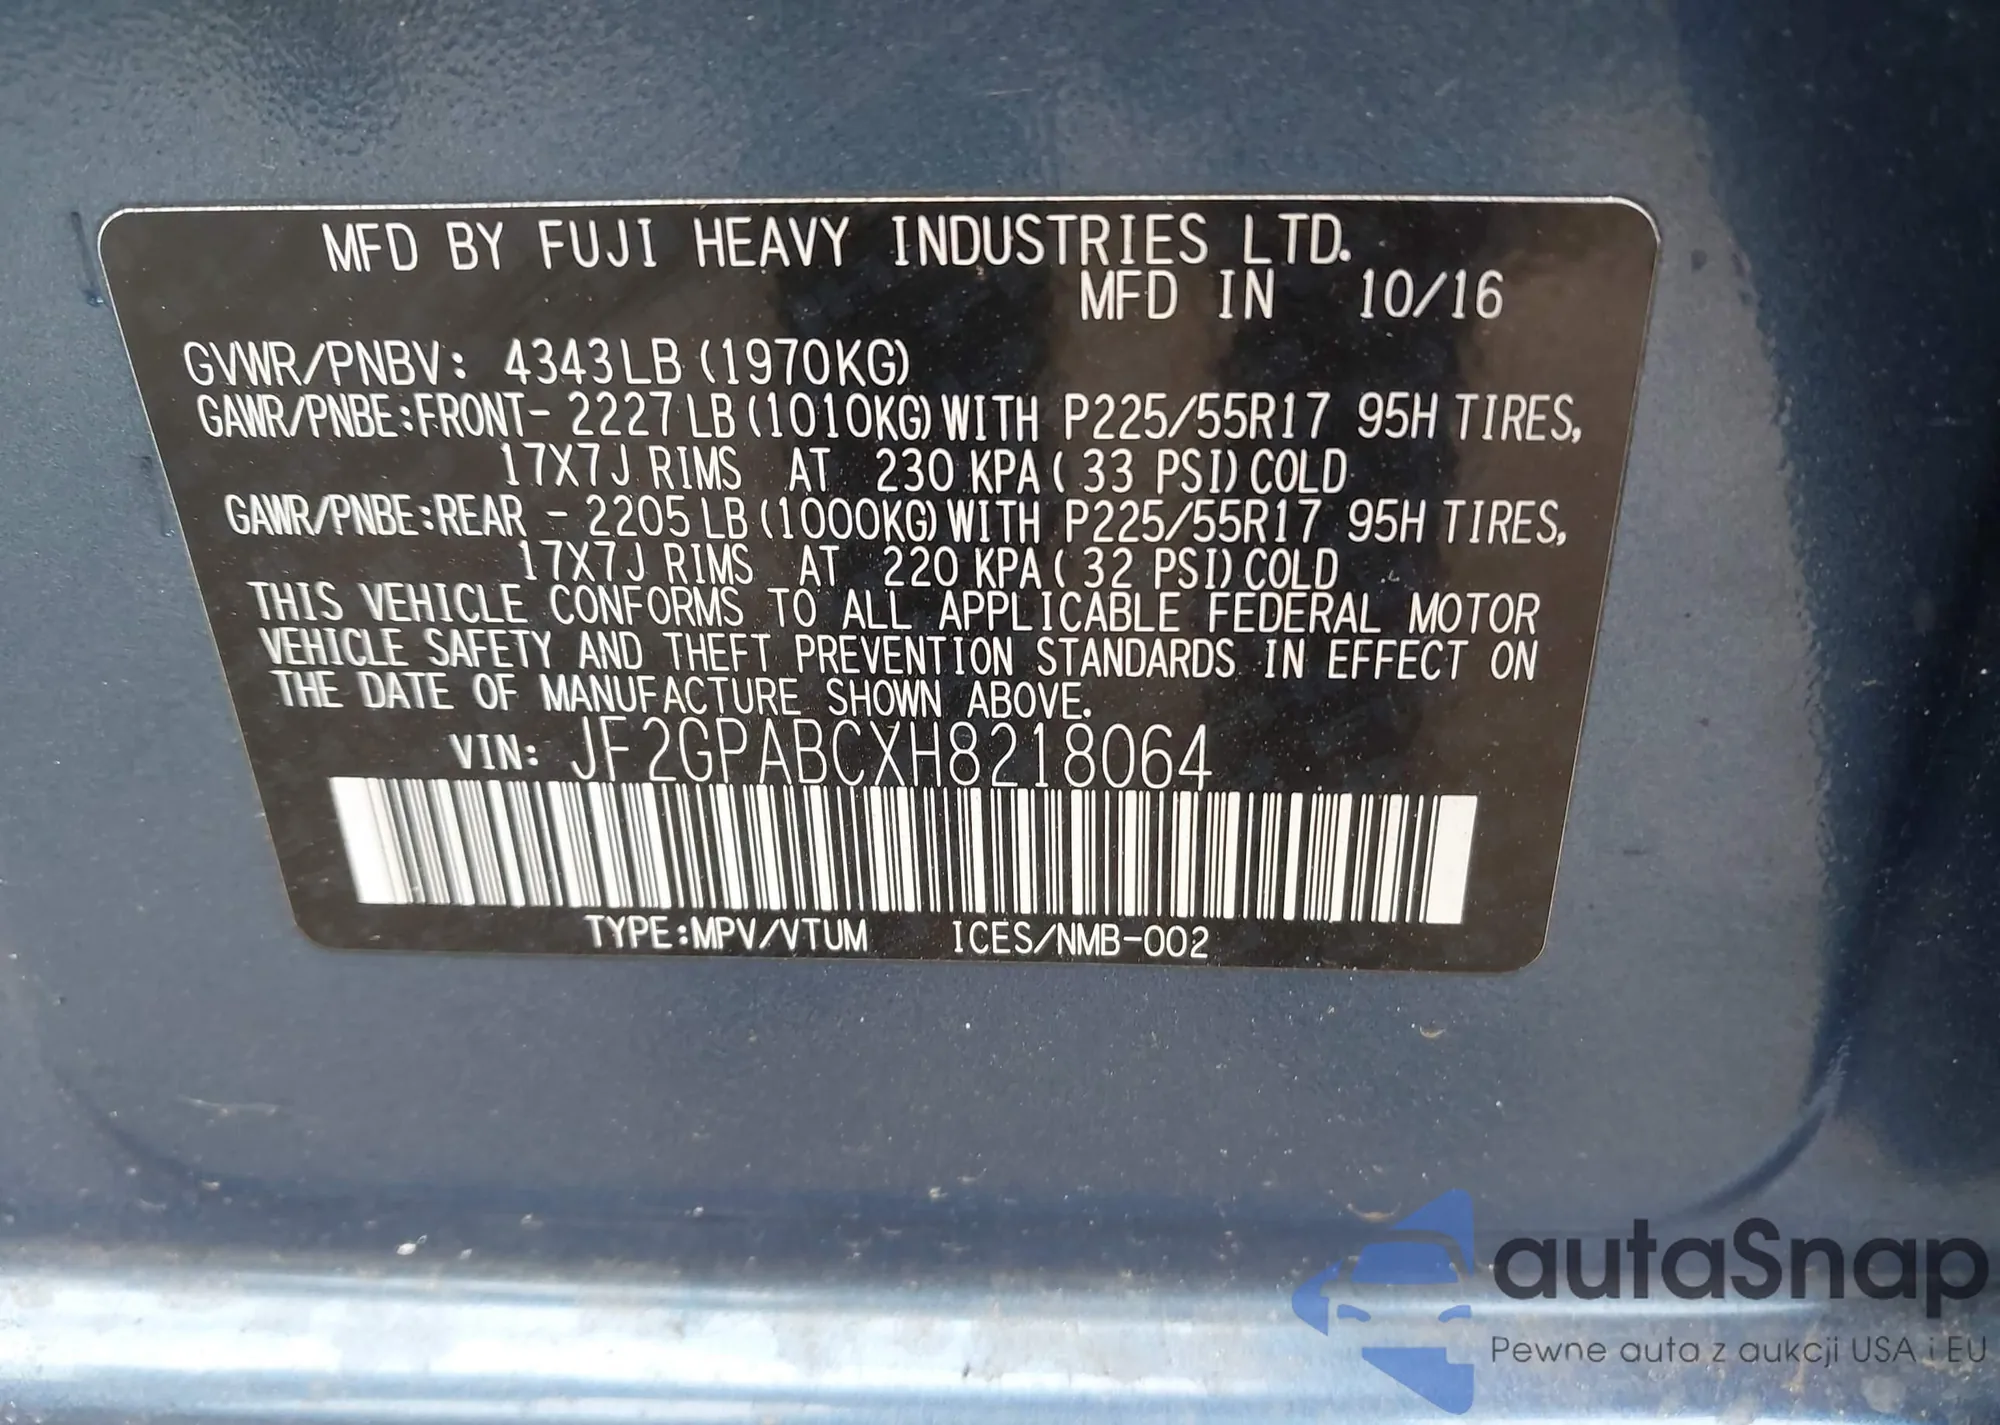 MFD BY FUJI HEAVY INDUSTRIES LTD.
MFD IN 10/16
GVWR/PNBV: 4343LB (1970KG)
GAWR/PNBE:FRONT- 2227LB (1010KG) WITH P225/55R17 95H TIRES,
17X7J RIMS AT 230 KPA ( 33 PSI) COLD
GAWR/PNBE:REAR - 2205LB (1000KG) WITH P225/55R17 95H TIRES,
17X7J RIMS AT 220 KPA ( 32 PSI) COLD
THIS VEHICLE CONFORMS TO ALL APPLICABLE FEDERAL MOTOR
VEHICLE SAFETY AND THEFT PREVENTION STANDARDS IN EFFECT ON
THE DATE OF MANUFACTURE SHOWN ABOVE.
VIN: JF2GPABCXH8218064
TYPE:MPV/VTUM ICES/NMB-002
autaSnap
Pewne auta z aukcji USA i EU